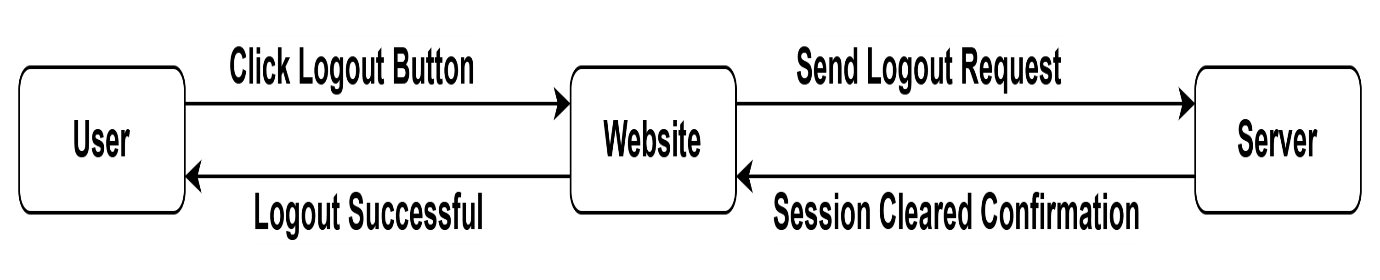 Click Logout Button
Send Logout Request
User
Website
Server
Logout Successful
Session Cleared Confirmation